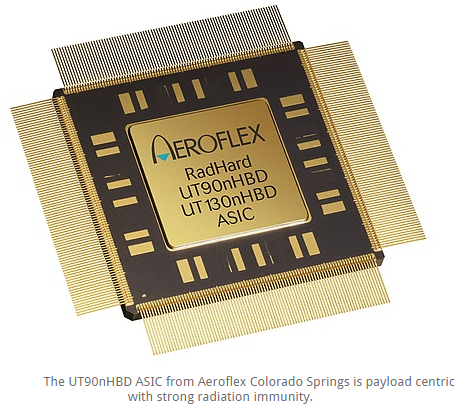 AEROFLEX
RadHard
UT90nHBD
UT130nHBD
ASIC
The UT90nHBD ASIC from Aeroflex Colorado Springs is payload centric
with strong radiation immunity.